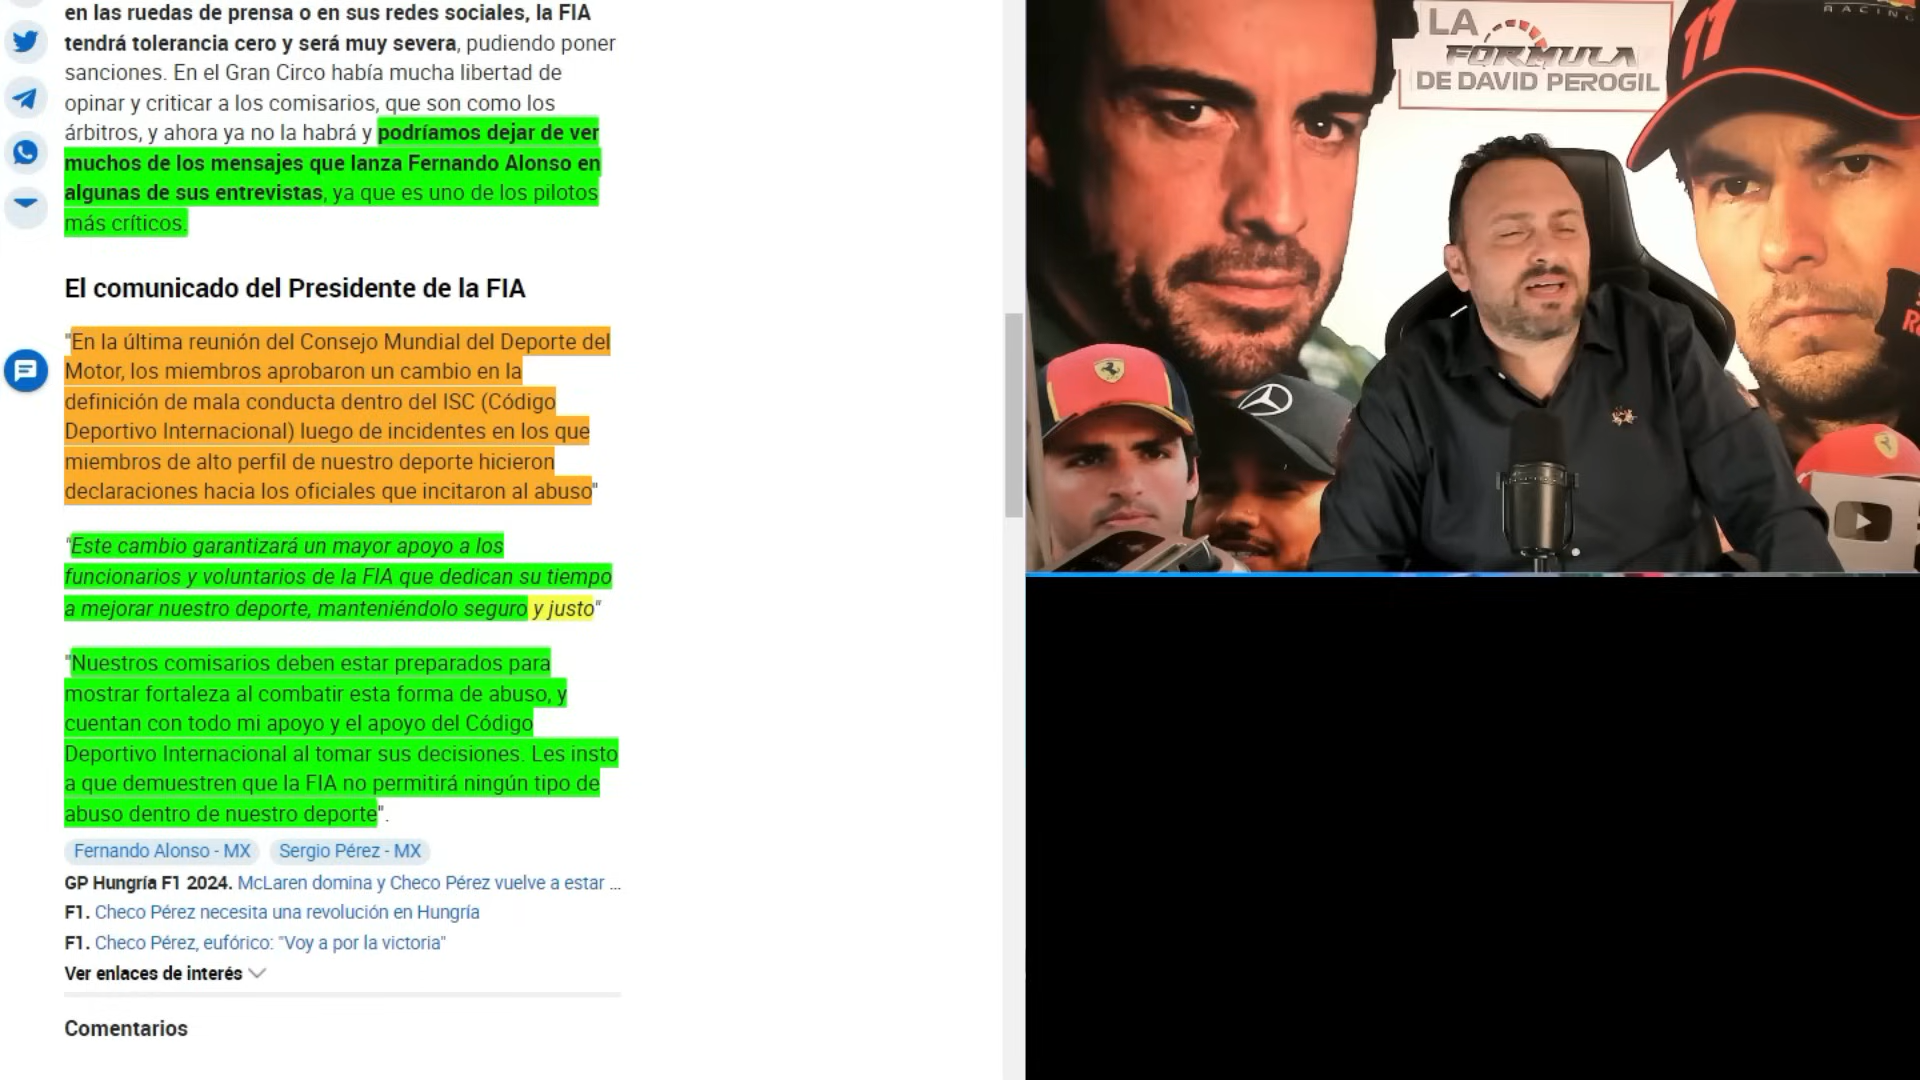 en las ruedas de prensa o en sus redes sociales, la FIA
tendrá tolerancia cero y será muy severa, pudiendo poner
sanciones. En el Gran Circo había mucha libertad de
opinar y criticar a los comisarios, que son como los
árbitros, y ahora ya no la habrá y podríamos dejar de ver
muchos de los mensajes que lanza Fernando Alonso en
algunas de sus entrevistas, ya que es uno de los pilotos
más críticos.
El comunicado del Presidente de la FIA
"En la última reunión del Consejo Mundial del Deporte del
Motor, los miembros aprobaron un cambio en la
definición de mala conducta dentro del ISC (Código
Deportivo Internacional) luego de incidentes en los que
miembros de alto perfil de nuestro deporte hicieron
declaraciones hacia los oficiales que incitaron al abuso"
"Este cambio garantizará un mayor apoyo a los
funcionarios y voluntarios de la FIA que dedican su tiempo
a mejorar nuestro deporte, manteniéndolo seguro y justo"
"Nuestros comisarios deben estar preparados para
mostrar fortaleza al combatir esta forma de abuso, y
cuentan con todo mi apoyo y el apoyo del Código
Deportivo Internacional al tomar sus decisiones. Les insto
a que demuestren que la FIA no permitirá ningún tipo de
abuso dentro de nuestro deporte".
Fernando Alonso - MX Sergio Pérez - MX
GP Hungría F1 2024. McLaren domina y Checo Pérez vuelve a estar ...
F1. Checo Pérez necesita una revolución en Hungría
F1. Checo Pérez, eufórico: "Voy a por la victoria"
Ver enlaces de interés
Comentarios
LA
FÓRMULA
DE DAVID PEROGIL
11
RACING